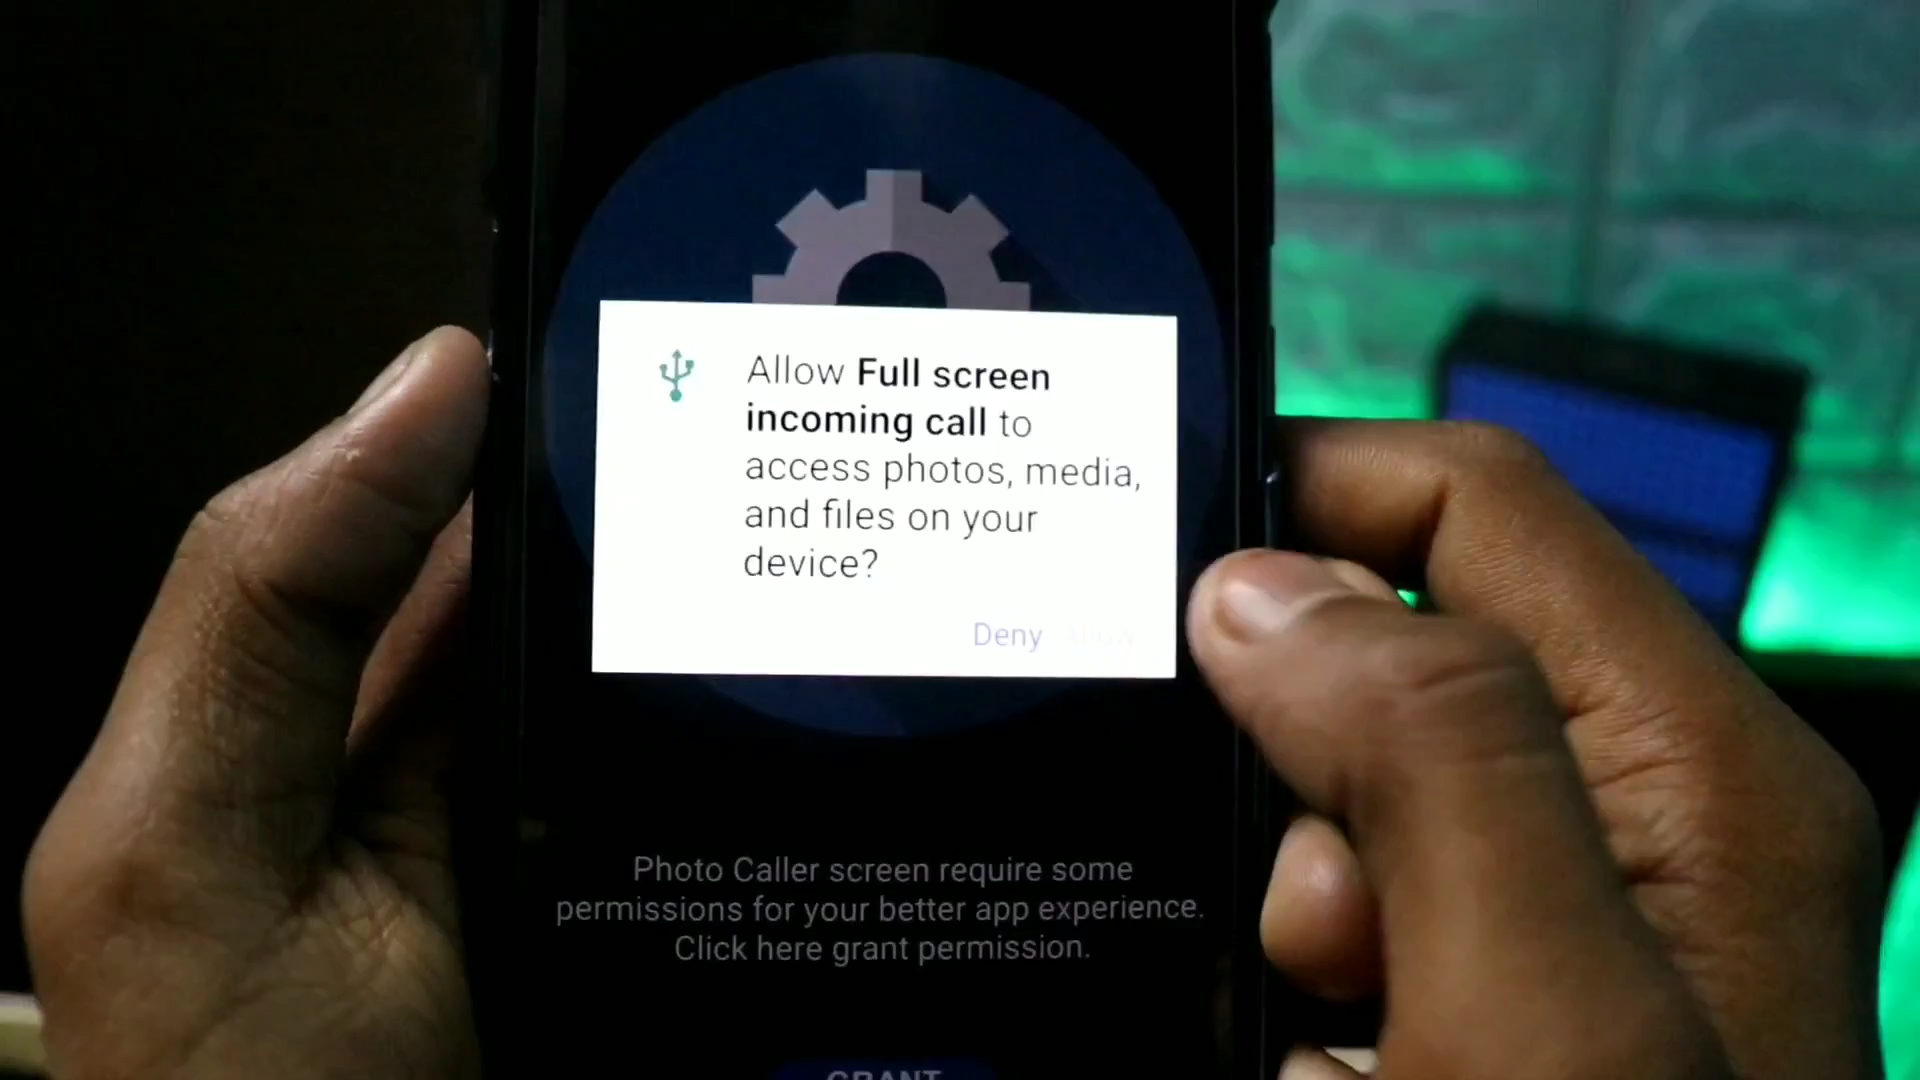 Allow Full screen
incoming call to
access photos, media,
and files on your
device?
Deny
Photo Caller screen require some
permissions for your better app experience.
Click here grant permission.
GRANT